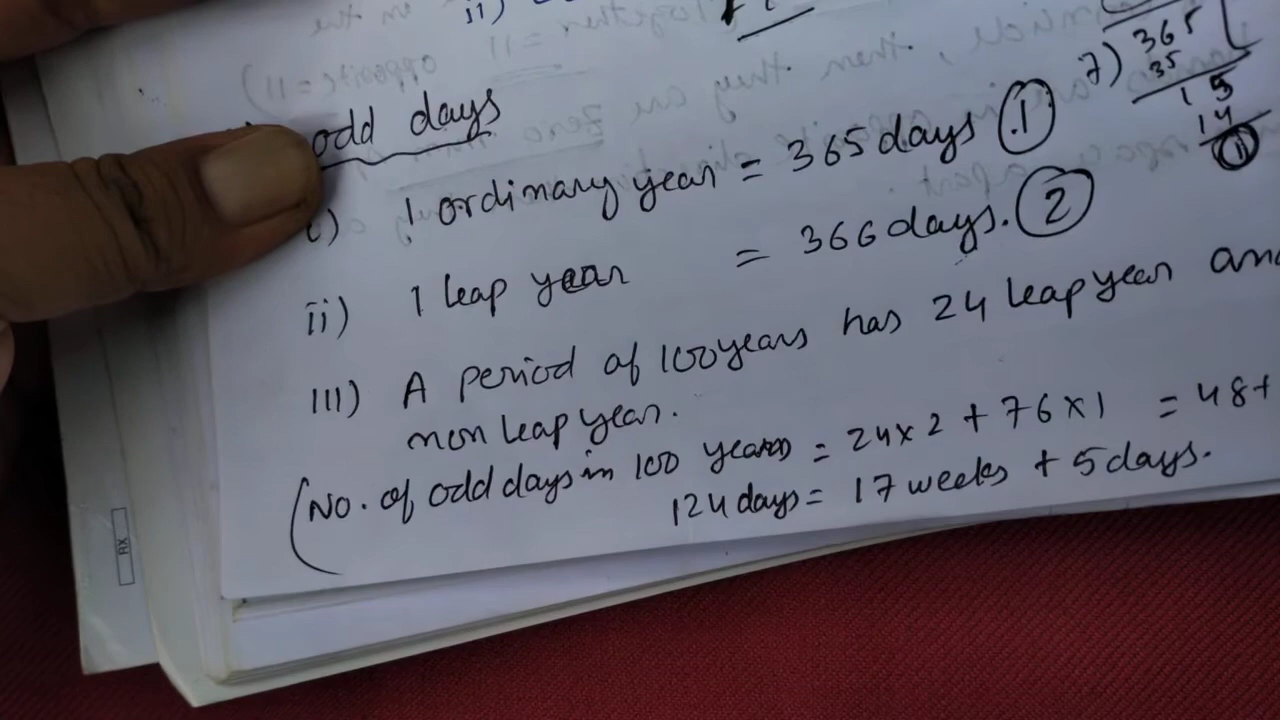 ii)
odd days
i) 1 ordinary year = 365 days (1)
7) 365
35
15
14
1
ii) 1 leap year = 366 days. (2)
III) A period of 100 years has 24 leap year and
non leap year.
(No. of odd days in 100 years = 24 x 2 + 76 x 1 = 48+
124 days = 17 weeks + 5 days.
RX